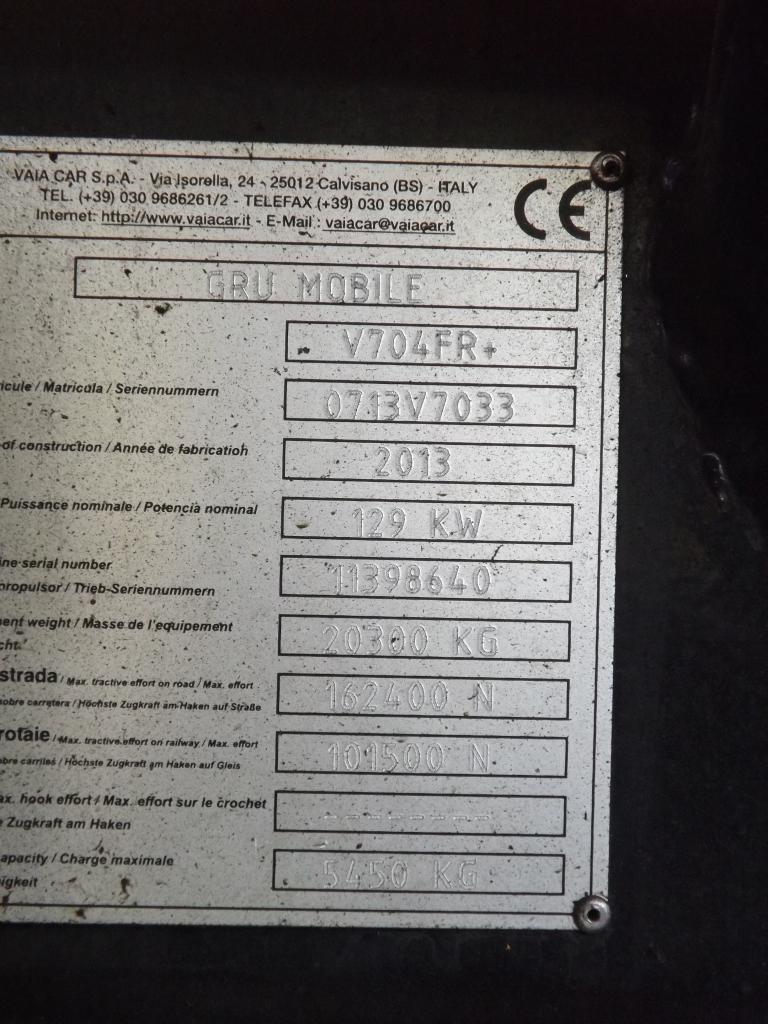 VAIA CAR S.p.A. - Via Isorella, 24 - 25012 Calvisano (BS) - ITALY
TEL. (+39) 030 9686261/2 - TELEFAX (+39) 030 9686700
Internet: http://www.vaiacar.it - E-Mail : vaiacar@vaiacar.it
CE
GRU MOBILE
V704FR+
icule / Matricula / Seriennummern
0713V7033
of construction / Année de fabrication
2013
Puissance nominale / Potencia nominal
129 KW
ine serial number
propulsor / Trieb-Seriennummern
11398640
ent weight / Masse de l'equipement
cht.
20300 KG
strada / Max. tractive effort on road / Max. effort
obre carretera / Höchste Zugkraft am Haken auf Straße
162400 N
rotaie / Max. tractive effort on railway / Max. effort
obre carriles / Höchste Zugkraft am Haken auf Gleis
101500 N
ax. hook effort / Max. effort sur le crochet
e Zugkraft am Haken
--------
apacity / Charge maximale
igkeit
5450 KG